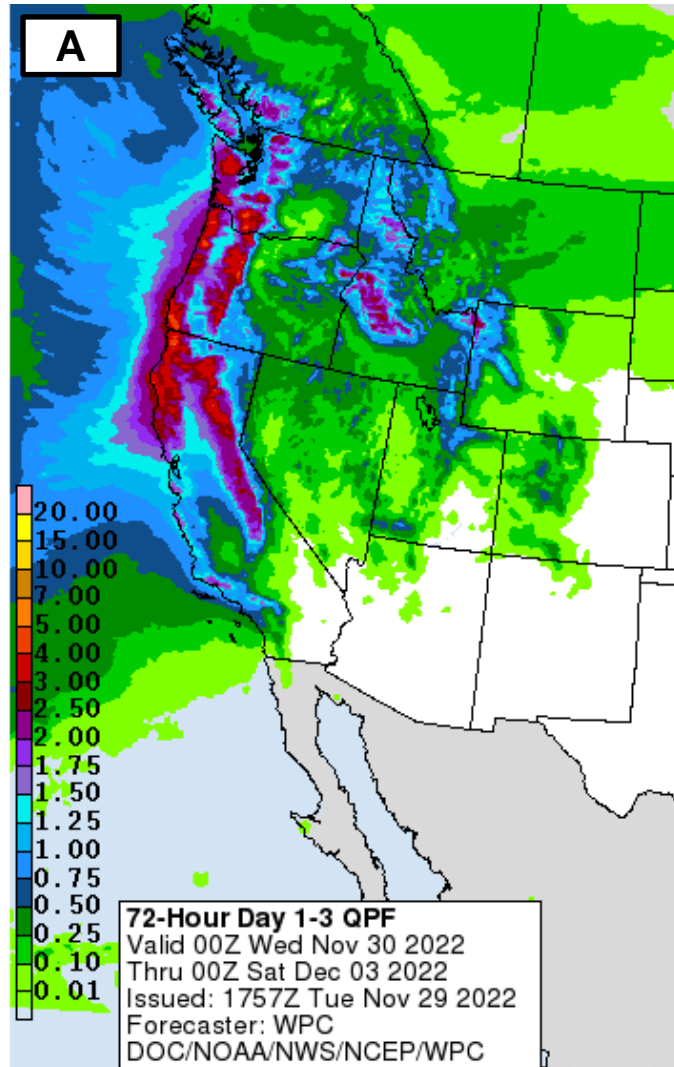 A
20.00
15.00
10.00
7.00
5.00
4.00
3.00
2.50
2.00
1.75
1.50
1.25
1.00
0.75
0.50
0.25
0.10
0.01
72-Hour Day 1-3 QPF
Valid 00Z Wed Nov 30 2022
Thru 00Z Sat Dec 03 2022
Issued: 1757Z Tue Nov 29 2022
Forecaster: WPC
DOC/NOAA/NWS/NCEP/WPC